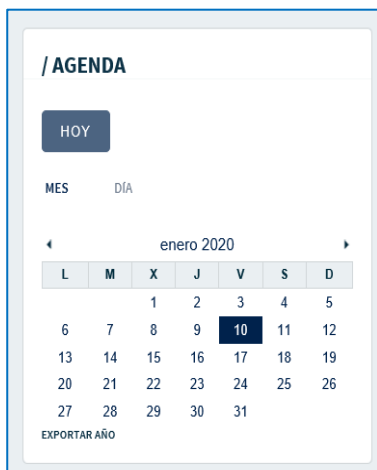 / AGENDA
HOY
MES DÍA
enero 2020
L M X J V S D
1 2 3 4 5
6 7 8 9 10 11 12
13 14 15 16 17 18 19
20 21 22 23 24 25 26
27 28 29 30 31
EXPORTAR AÑO